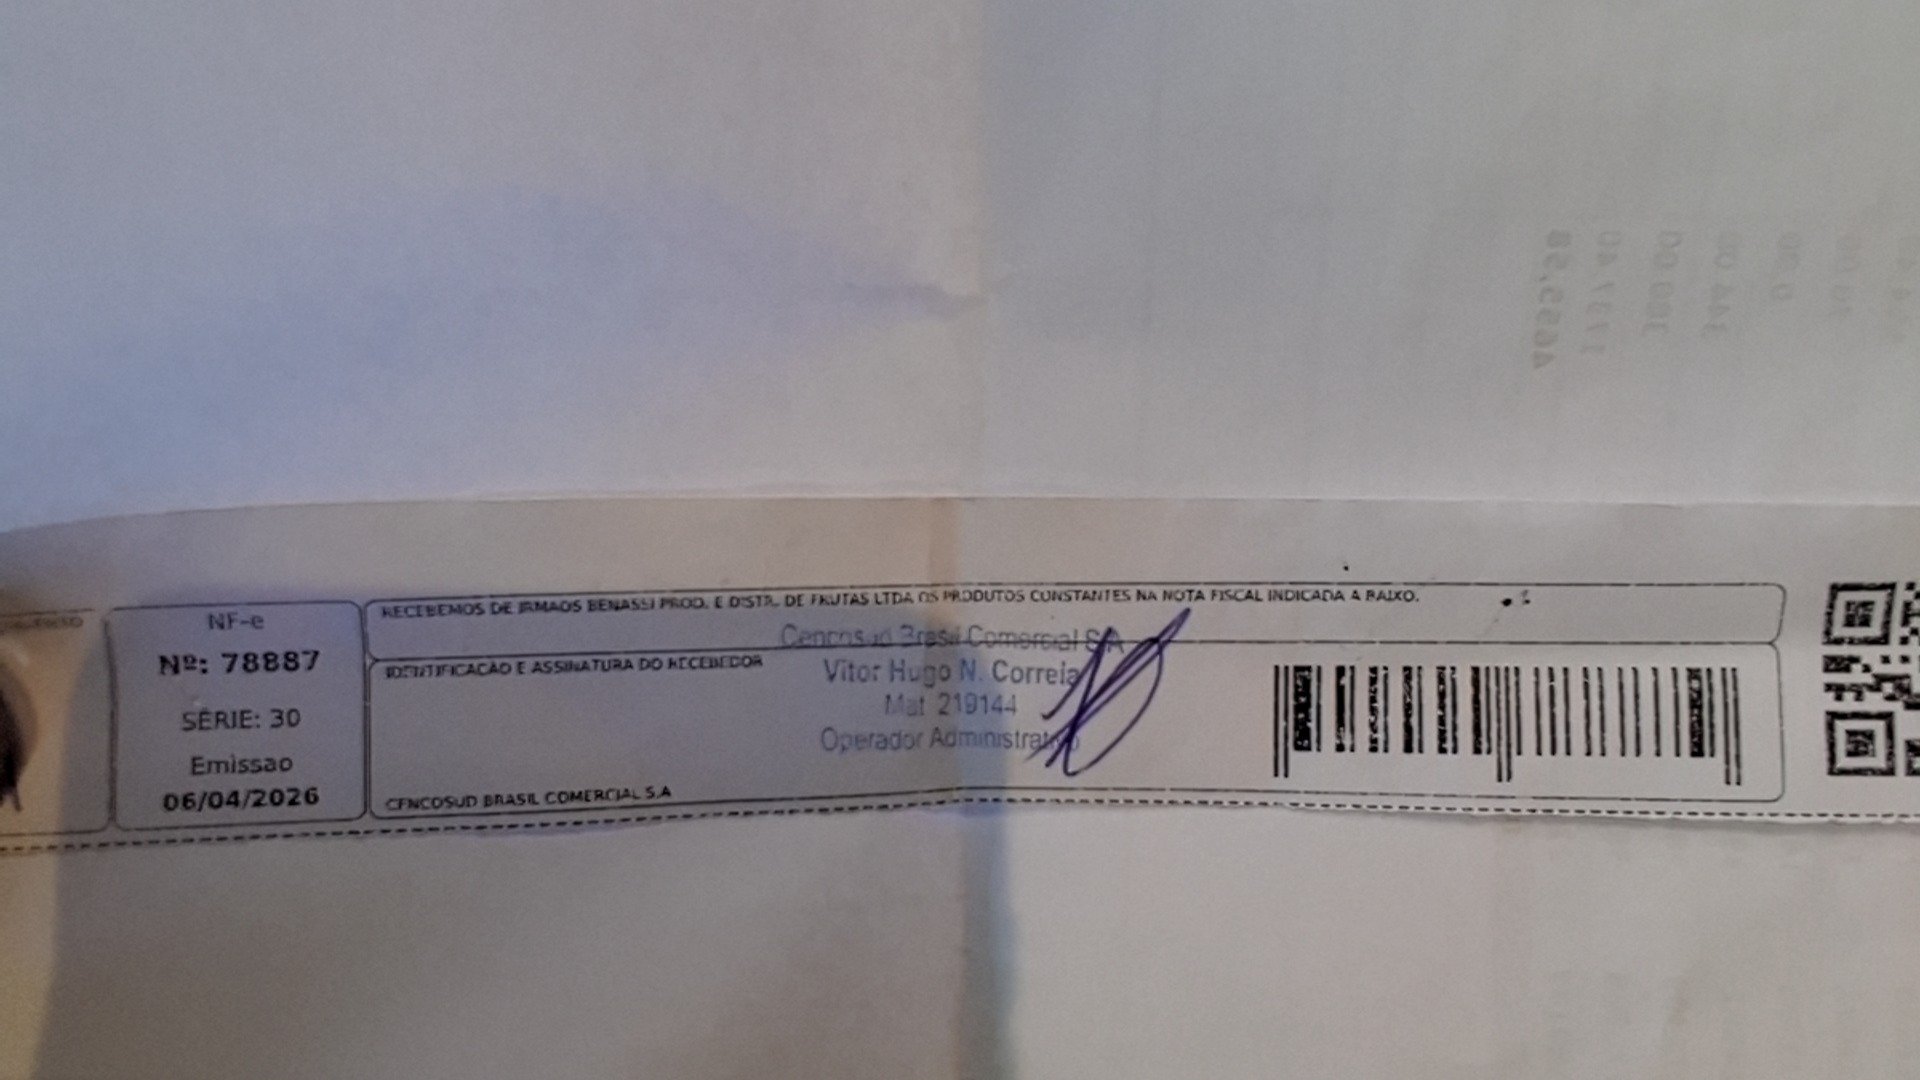 NF-e
Nº: 78887
SÉRIE: 30
Emissao
06/04/2026
RECEBEMOS DE IRMAOS BENASSI PROD. E DISTR. DE FRUTAS LTDA OS PRODUTOS CONSTANTES NA NOTA FISCAL INDICADA A BAIXO.
IDENTIFICACAO E ASSINATURA DO RECEBEDOR
Cencosud Brasil Comercial S/A
Vitor Hugo N. Correia
Mat 219144
Operador Administrativo
CENCOSUD BRASIL COMERCIAL S.A